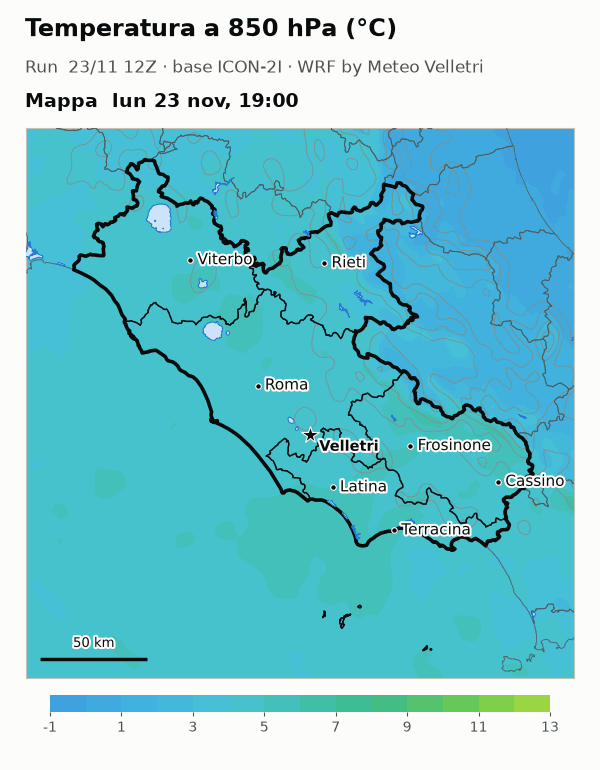 Temperatura a 850 hPa (°C)
Run  23/11 12Z · base ICON-2I · WRF by Meteo Velletri
Mappa  lun 23 nov, 19:00
Viterbo
Rieti
Roma
Velletri
Frosinone
Cassino
Latina
Terracina
50 km
-1 1 3 5 7 9 11 13